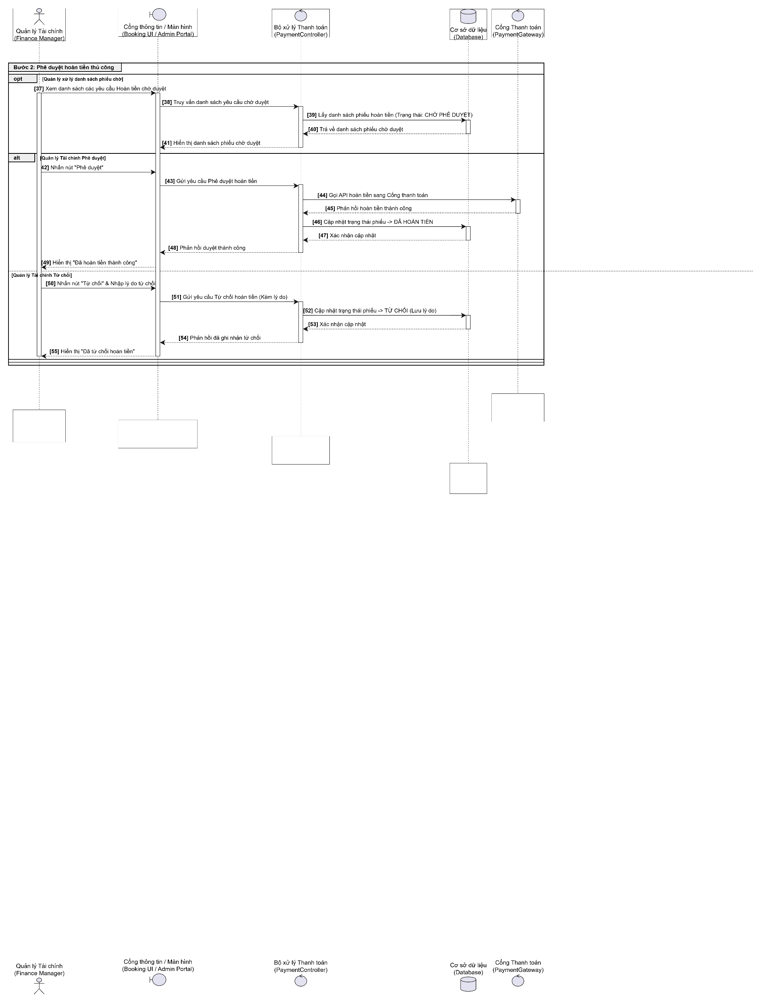 Quản lý Tài chính
(Finance Manager)
Cổng thông tin / Màn hình
(Booking UI / Admin Portal)
Bộ xử lý Thanh toán
(PaymentController)
Cơ sở dữ liệu
(Database)
Cổng Thanh toán
(PaymentGateway)
Bước 2: Phê duyệt hoàn tiền thủ công
opt [Quản lý xử lý danh sách phiếu chờ]
[37] Xem danh sách các yêu cầu Hoàn tiền chờ duyệt
[38] Truy vấn danh sách yêu cầu chờ duyệt
[39] Lấy danh sách phiếu hoàn tiền (Trạng thái: CHỜ PHÊ DUYỆT)
[40] Trả về danh sách phiếu chờ duyệt
[41] Hiển thị danh sách phiếu chờ duyệt
alt [Quản lý Tài chính Phê duyệt]
42] Nhấn nút "Phê duyệt"
[43] Gửi yêu cầu Phê duyệt hoàn tiền
[44] Gọi API hoàn tiền sang Cổng thanh toán
[45] Phản hồi hoàn tiền thành công
[46] Cập nhật trạng thái phiếu -> ĐÃ HOÀN TIỀN
[47] Xác nhận cập nhật
[48] Phản hồi duyệt thành công
[49] Hiển thị "Đã hoàn tiền thành công"
[Quản lý Tài chính Từ chối]
[50] Nhấn nút "Từ chối" & Nhập lý do từ chối
[51] Gửi yêu cầu Từ chối hoàn tiền (Kèm lý do)
[52] Cập nhật trạng thái phiếu -> TỪ CHỐI (Lưu lý do)
[53] Xác nhận cập nhật
[54] Phản hồi đã ghi nhận từ chối
[55] Hiển thị "Đã từ chối hoàn tiền"
Quản lý Tài chính
(Finance Manager)
Cổng thông tin / Màn hình
(Booking UI / Admin Portal)
Bộ xử lý Thanh toán
(PaymentController)
Cơ sở dữ liệu
(Database)
Cổng Thanh toán
(PaymentGateway)